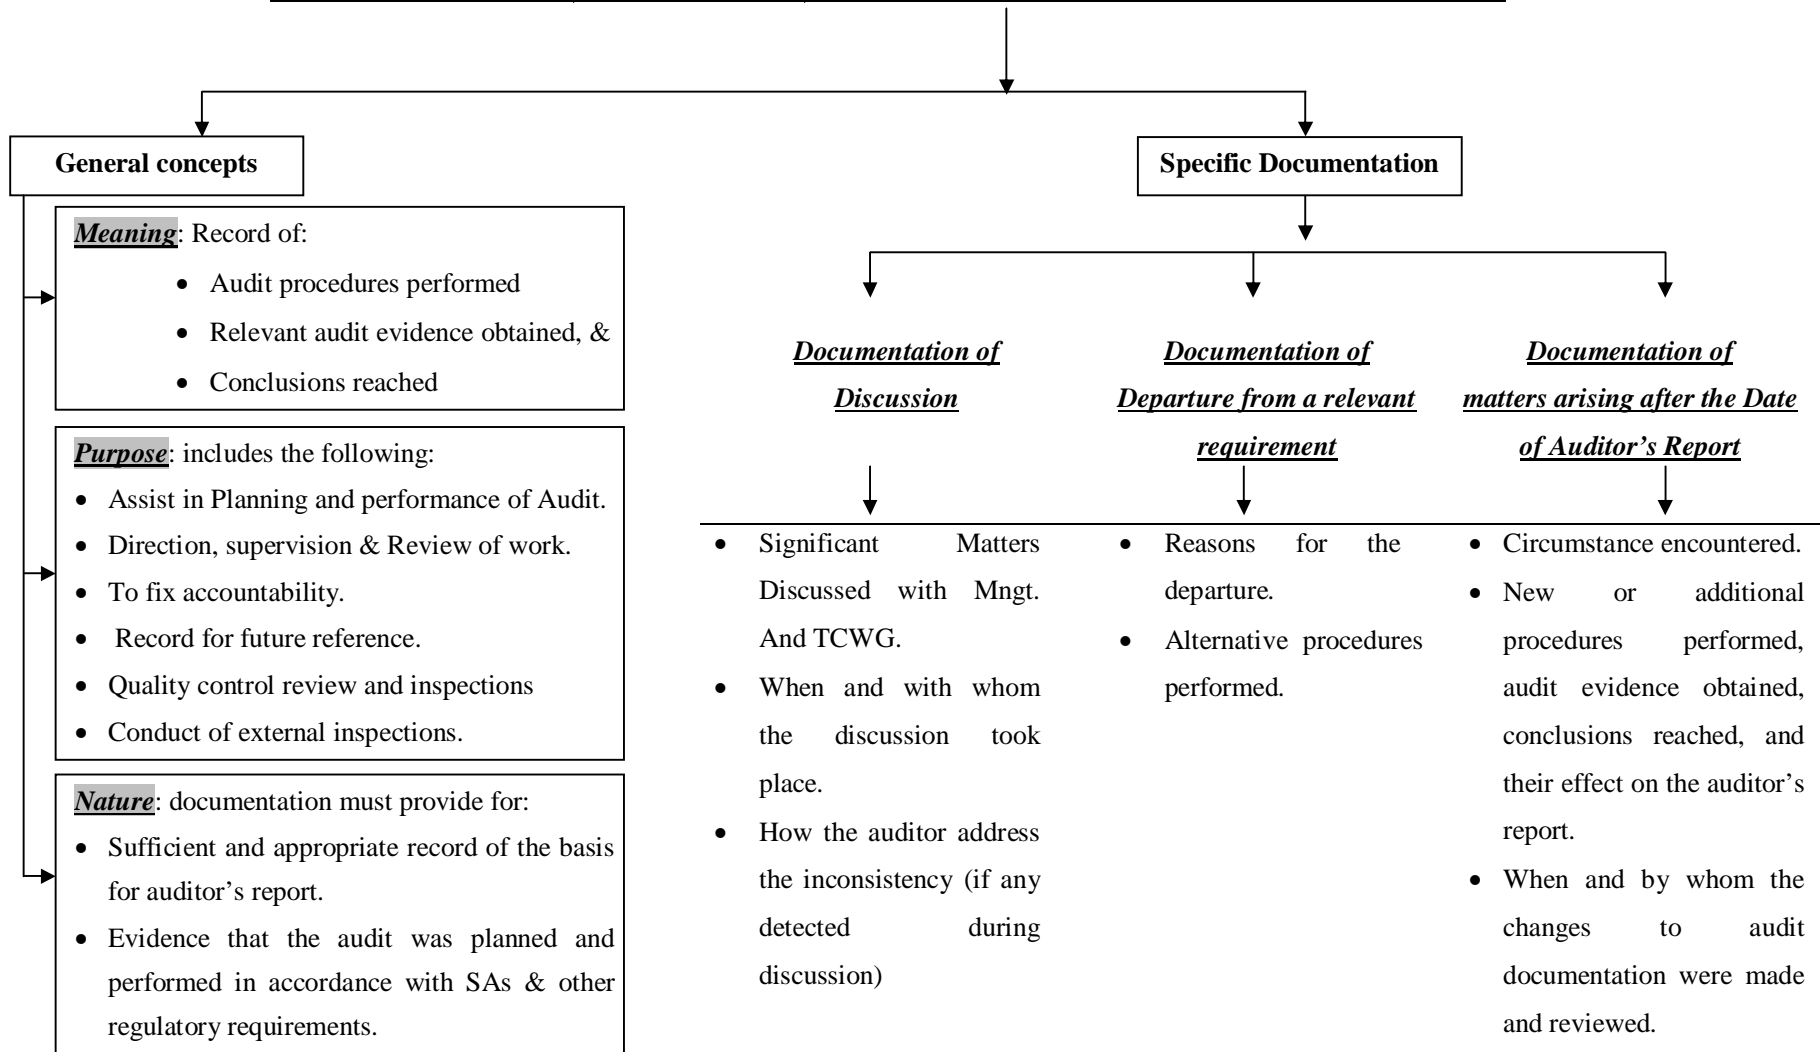 General concepts
Meaning: Record of:
• Audit procedures performed
• Relevant audit evidence obtained, &
• Conclusions reached
Purpose: includes the following:
• Assist in Planning and performance of Audit.
• Direction, supervision & Review of work.
• To fix accountability.
• Record for future reference.
• Quality control review and inspections
• Conduct of external inspections.
Nature: documentation must provide for:
• Sufficient and appropriate record of the basis
for auditor’s report.
• Evidence that the audit was planned and
performed in accordance with SAs & other
regulatory requirements.
Specific Documentation
Documentation of
Discussion
• Significant Matters
Discussed with Mngt.
And TCWG.
• When and with whom
the discussion took
place.
• How the auditor address
the inconsistency (if any
detected during
discussion)
Documentation of
Departure from a relevant
requirement
• Reasons for the
departure.
• Alternative procedures
performed.
Documentation of
matters arising after the Date
of Auditor’s Report
• Circumstance encountered.
• New or additional
procedures performed,
audit evidence obtained,
conclusions reached, and
their effect on the auditor’s
report.
• When and by whom the
changes to audit
documentation were made
and reviewed.